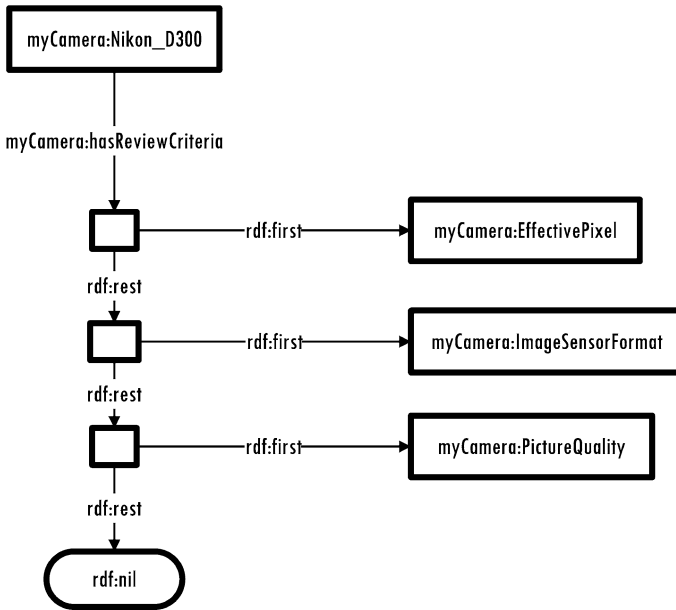 myCamera:Nikon_D300
myCamera:hasReviewCriteria
rdf:first
myCamera:EffectivePixel
rdf:rest
rdf:first
myCamera:ImageSensorFormat
rdf:rest
rdf:first
myCamera:PictureQuality
rdf:rest
rdf:nil